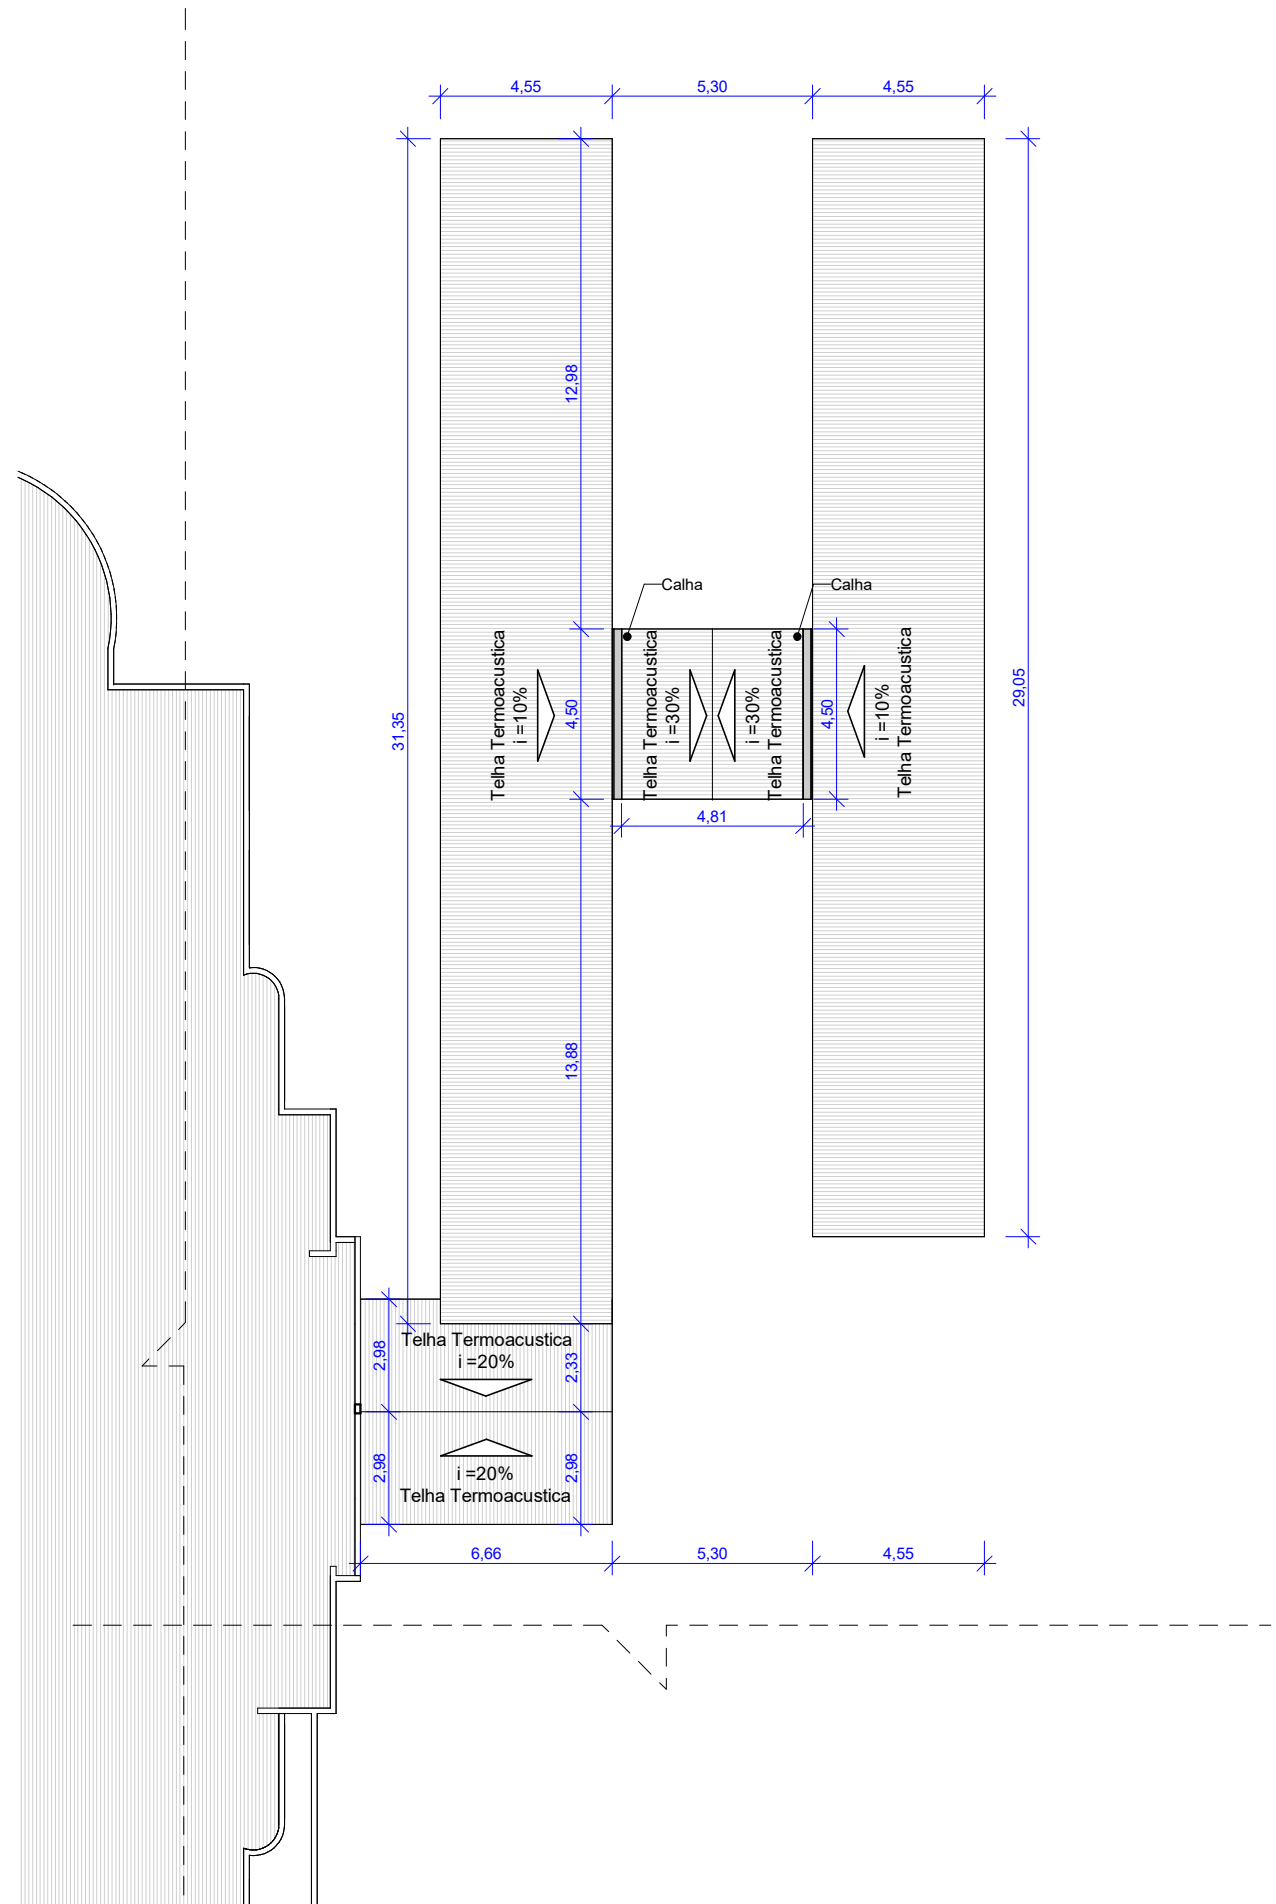 4,55
5,30
4,55
12,98
Calha
Calha
Telha Termoacustica
i =10%
4,50
Telha Termoacustica
i =30%
i =30%
Telha Termoacustica
4,50
i =10%
Telha Termoacustica
29,05
31,35
4,81
13,88
Telha Termoacustica
i =20%
2,98
2,33
2,98
i =20%
Telha Termoacustica
2,98
6,66
5,30
4,55